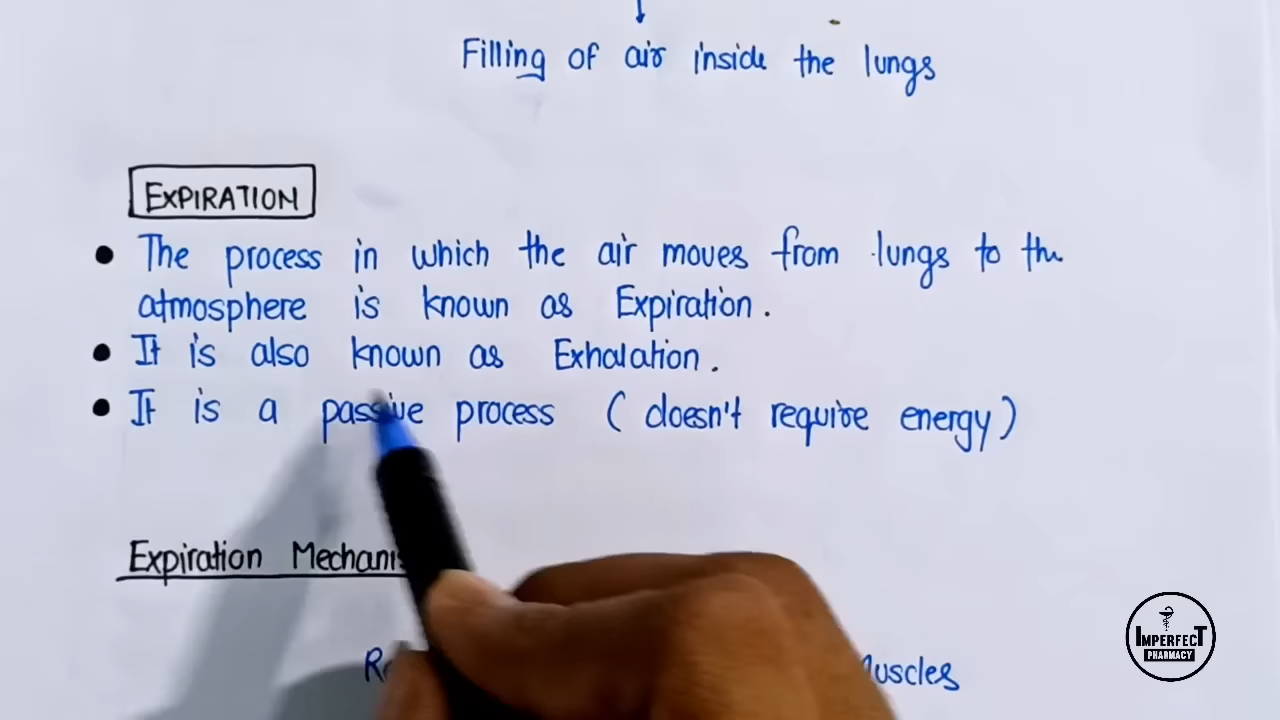 Filling of air inside the lungs
EXPIRATION
The process in which the air moves from lungs to the
atmosphere is known as Expiration.
It is also known as Exhalation.
It is a passive process (doesn't require energy)
Expiration
IMPERFECT
PHARMACY